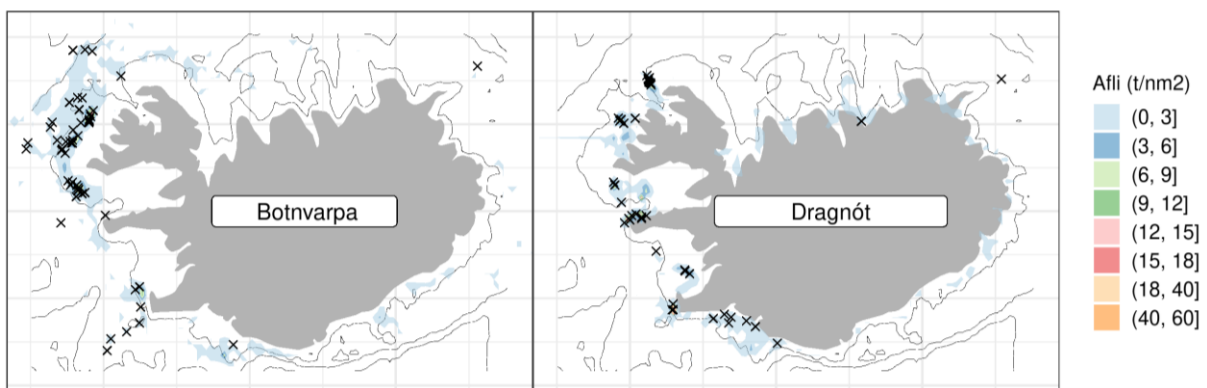 Botnvarpa
Dragnót
Afli (t/nm2)
(0, 3]
(3, 6]
(6, 9]
(9, 12]
(12, 15]
(15, 18]
(18, 40]
(40, 60]